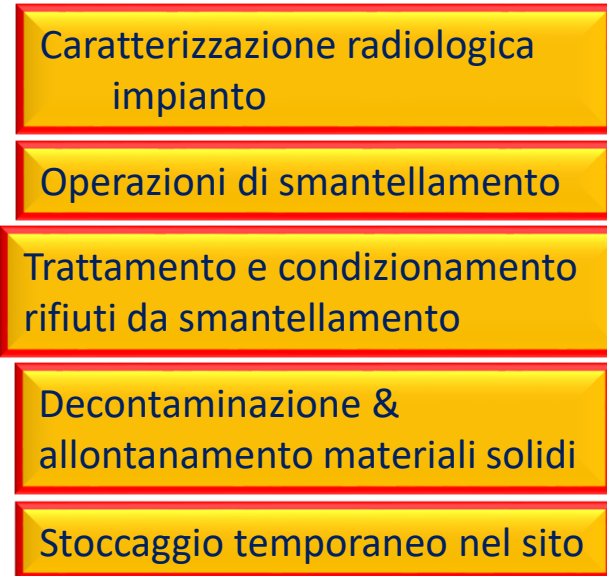 Caratterizzazione radiologica
impianto
Operazioni di smantellamento
Trattamento e condizionamento
rifiuti da smantellamento
Decontaminazione &
allontanamento materiali solidi
Stoccaggio temporaneo nel sito